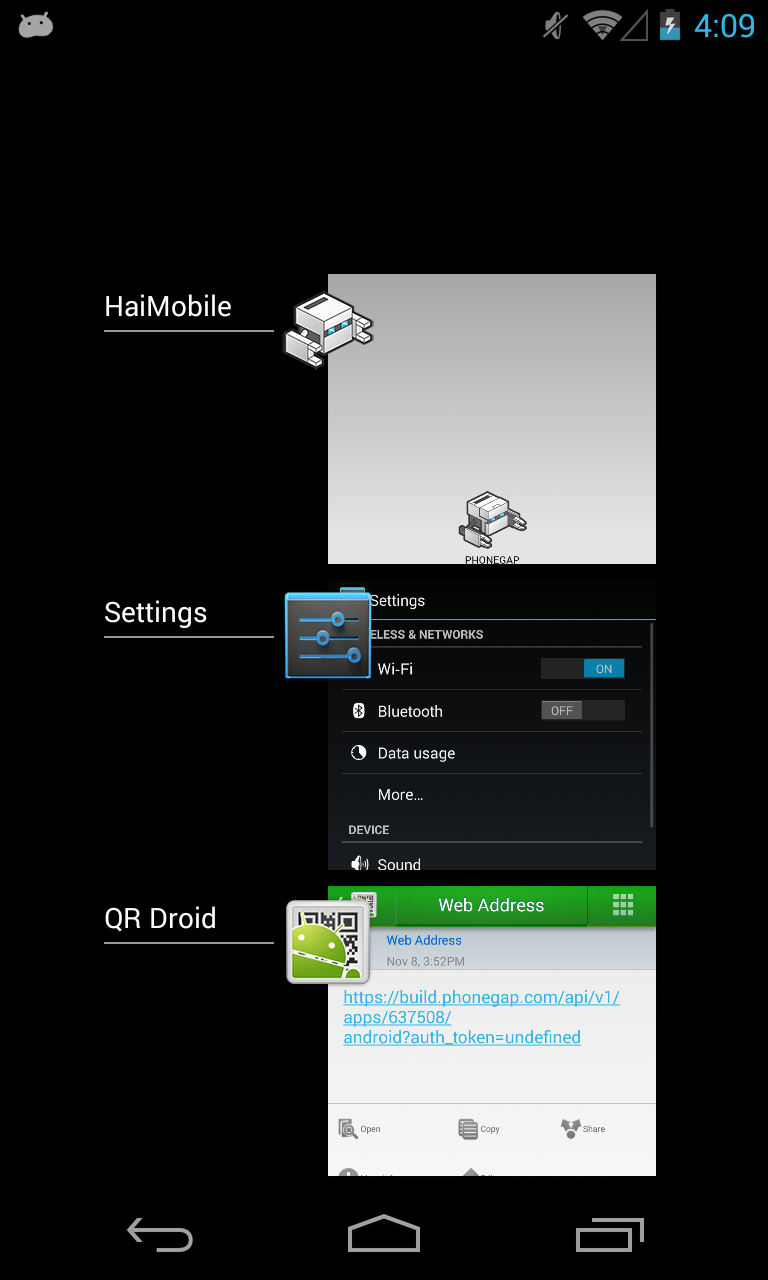 4:09
HaiMobile
PHONEGAP
Settings
Settings
ELESS & NETWORKS
Wi-Fi
ON
Bluetooth
OFF
Data usage
More...
DEVICE
Sound
QR Droid
Web Address
Web Address
Nov 8, 3:52PM
https://build.phonegap.com/api/v1/
apps/637508/
android?auth_token=undefined
Open Copy Share